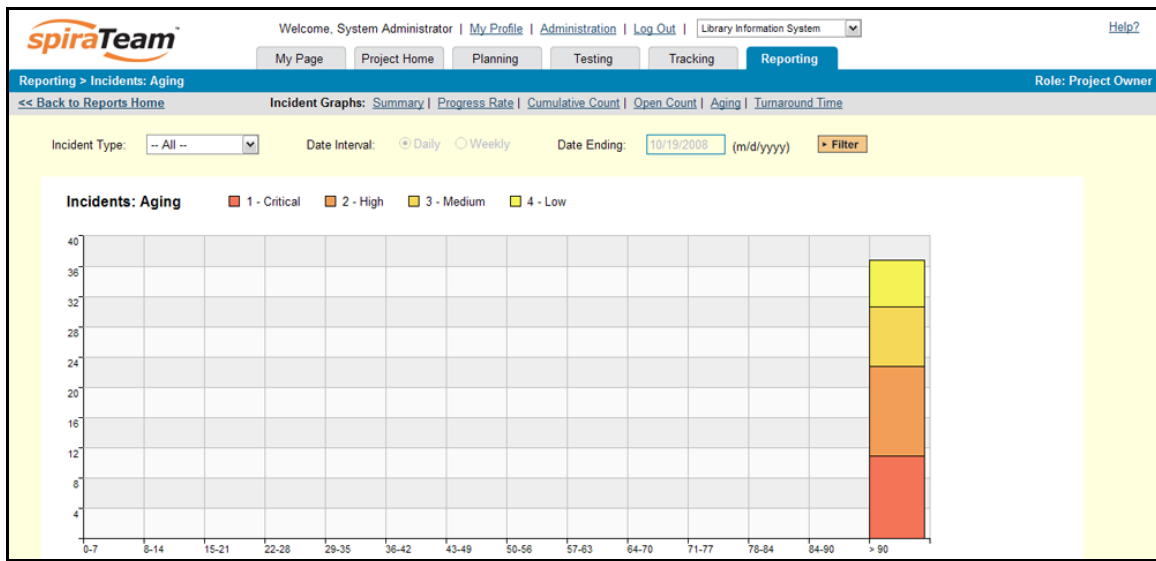 spiraTeam
Welcome, System Administrator | My Profile | Administration | Log Out | Library Information System
Help?
My Page Project Home Planning Testing Tracking Reporting
Reporting > Incidents: Aging Role: Project Owner
<< Back to Reports Home Incident Graphs: Summary | Progress Rate | Cumulative Count | Open Count | Aging | Turnaround Time
Incident Type: -- All -- Date Interval: Daily Weekly Date Ending: 10/19/2008 (m/d/yyyy) ▸ Filter
Incidents: Aging 1 - Critical 2 - High 3 - Medium 4 - Low
40
36
32
28
24
20
16
12
8
4
0-7 8-14 15-21 22-28 29-35 36-42 43-49 50-56 57-63 64-70 71-77 78-84 84-90 > 90